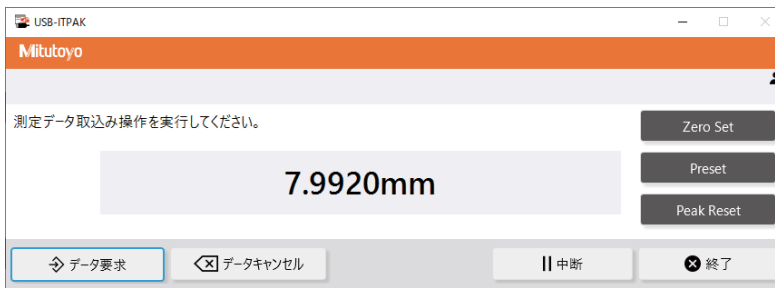 USB-ITPAK
Mitutoyo
測定データ取込み操作を実行してください。
7.9920mm
Zero Set
Preset
Peak Reset
データ要求
データキャンセル
中断
終了